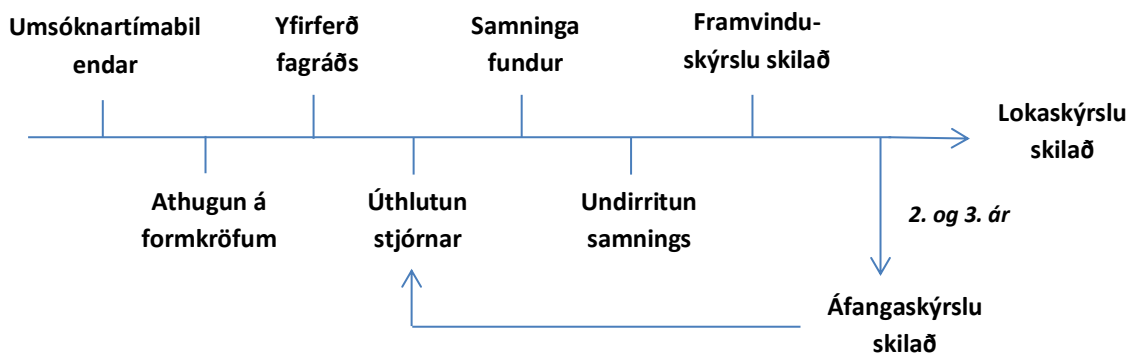 Umsóknartímabil
endar
Yfirferð
fagráðs
Samninga
fundur
Framvindu-
skýrslu skilað
Lokaskýrslu
skilað
Athugun á
formkröfum
Úthlutun
stjórnar
Undirritun
samnings
2. og 3. ár
Áfangaskýrslu
skilað